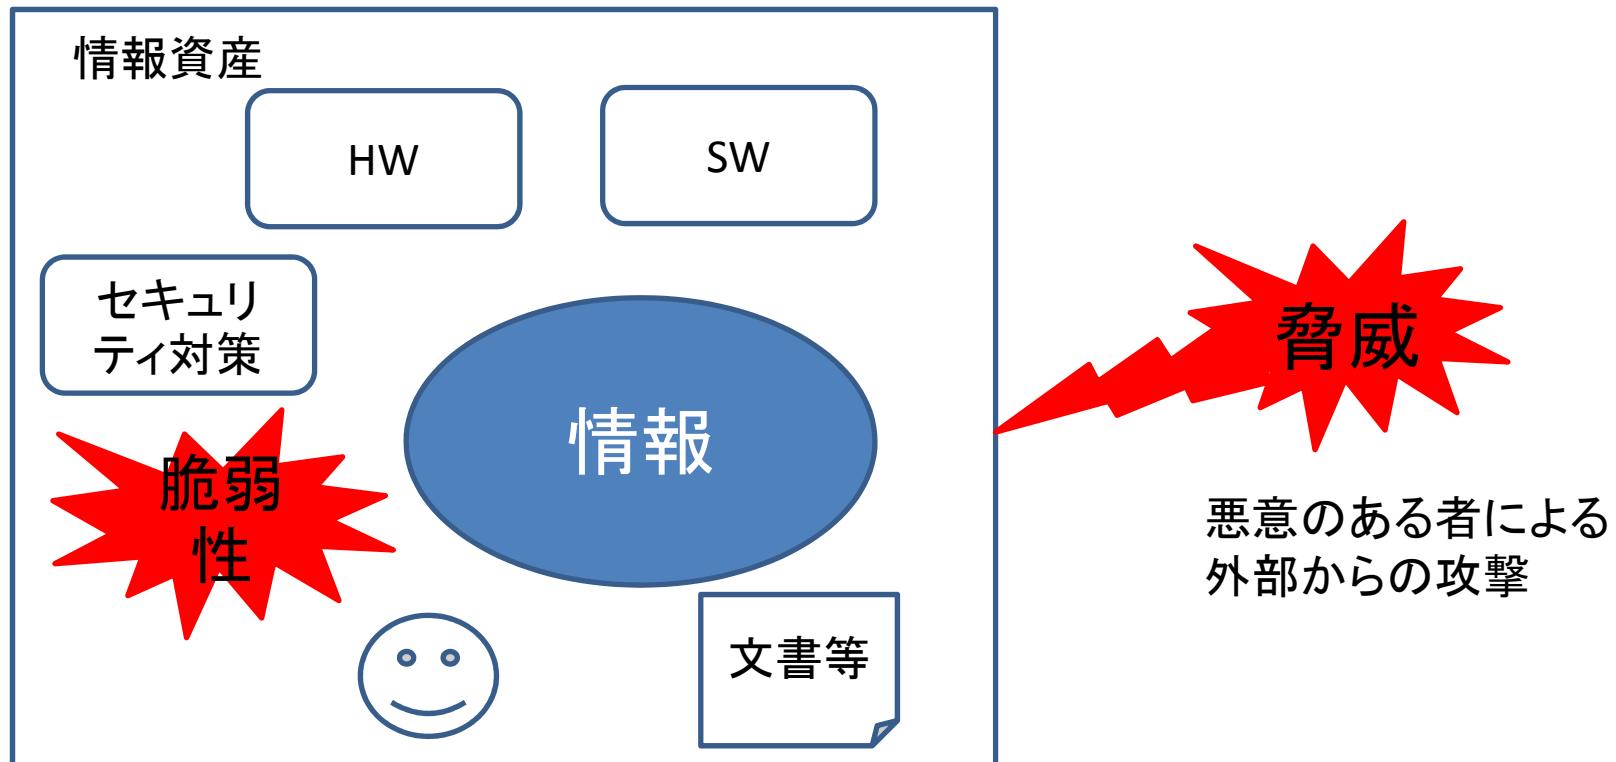 情報資産
HW
SW
セキュリ
ティ対策
脅威
情報
脆弱
性
悪意のある者による
外部からの攻撃
文書等